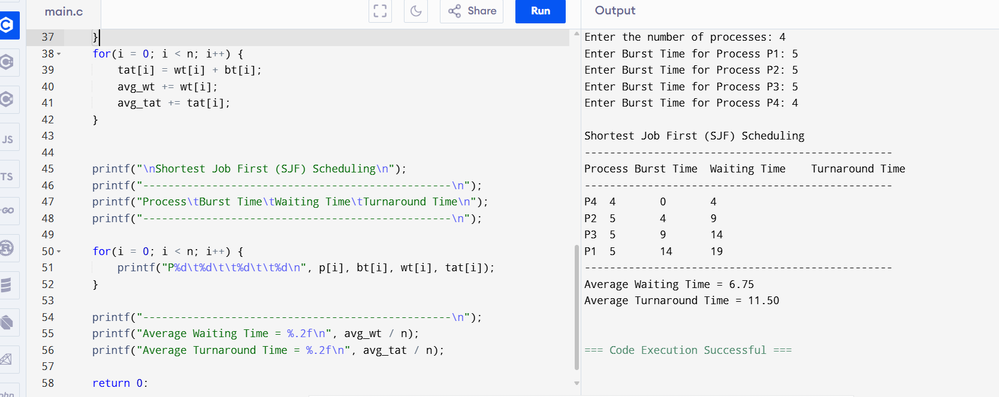 main.c
Share
Run
Output
37 }
38 for(i = 0; i < n; i++) {
39 tat[i] = wt[i] + bt[i];
40 avg_wt += wt[i];
41 avg_tat += tat[i];
42 }
43
44
45 printf("\nShortest Job First (SJF) Scheduling\n");
46 printf("-------------------------------------------------\n");
47 printf("Process\tBurst Time\tWaiting Time\tTurnaround Time\n");
48 printf("-------------------------------------------------\n");
49
50 for(i = 0; i < n; i++) {
51 printf("P%d\t%d\t\t%d\t\t%d\n", p[i], bt[i], wt[i], tat[i]);
52 }
53
54 printf("-------------------------------------------------\n");
55 printf("Average Waiting Time = %.2f\n", avg_wt / n);
56 printf("Average Turnaround Time = %.2f\n", avg_tat / n);
57
58 return 0:
Enter the number of processes: 4
Enter Burst Time for Process P1: 5
Enter Burst Time for Process P2: 5
Enter Burst Time for Process P3: 5
Enter Burst Time for Process P4: 4
Shortest Job First (SJF) Scheduling
-------------------------------------------------
Process Burst Time Waiting Time Turnaround Time
-------------------------------------------------
P4 4 0 4
P2 5 4 9
P3 5 9 14
P1 5 14 19
-------------------------------------------------
Average Waiting Time = 6.75
Average Turnaround Time = 11.50
=== Code Execution Successful ===
C
C
C
JS
TS
GO
R
php